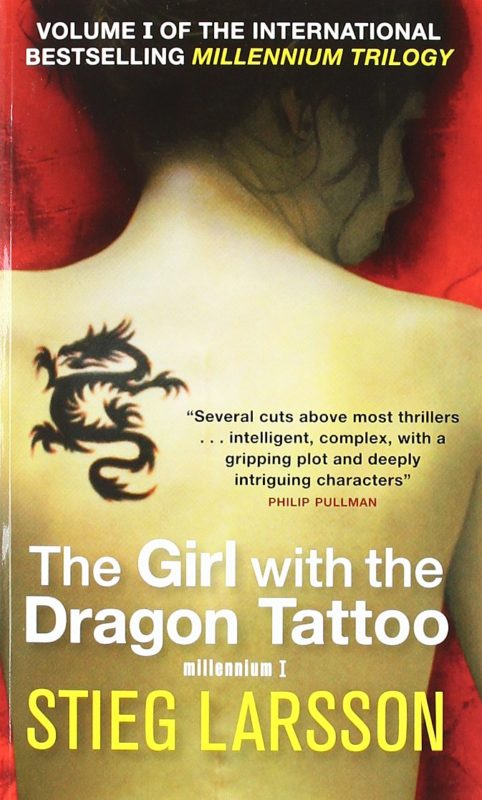 VOLUME I OF THE INTERNATIONAL
BESTSELLING MILLENNIUM TRILOGY
“Several cuts above most thrillers
. . . intelligent, complex, with a
gripping plot and deeply
intriguing characters”
PHILIP PULLMAN
The Girl with the
Dragon Tattoo
millennium I
STIEG LARSSON